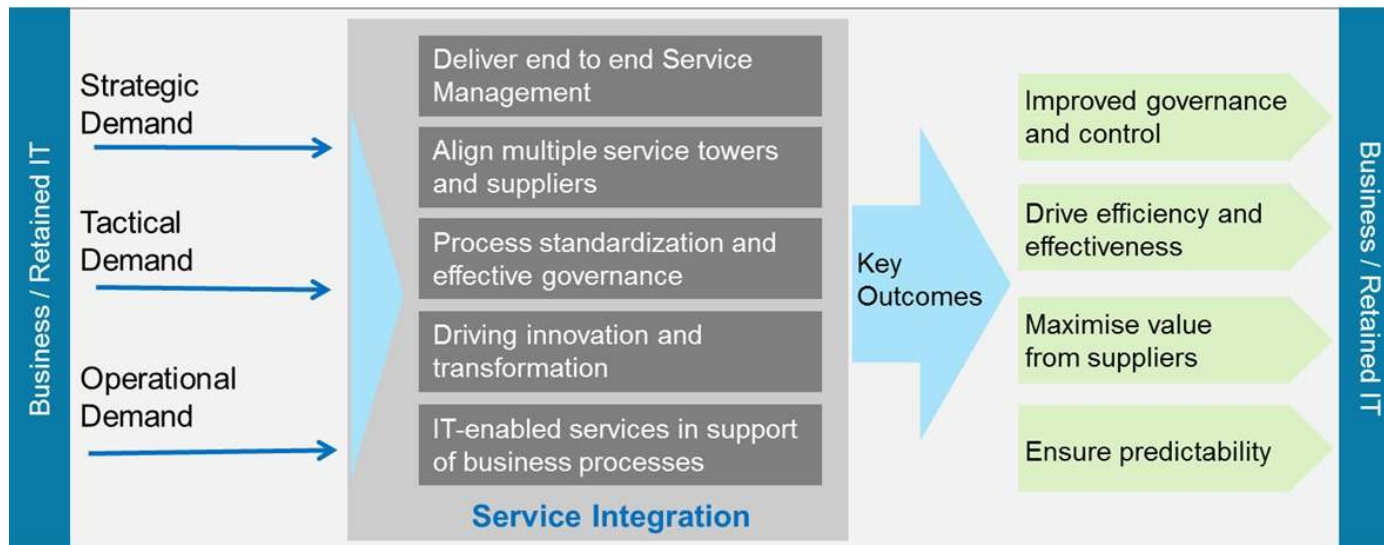 Business / Retained IT
Strategic
Demand
Tactical
Demand
Operational
Demand
Deliver end to end Service
Management
Align multiple service towers
and suppliers
Process standardization and
effective governance
Driving innovation and
transformation
IT-enabled services in support
of business processes
Service Integration
Key
Outcomes
Improved governance
and control
Drive efficiency and
effectiveness
Maximise value
from suppliers
Ensure predictability
Business / Retained IT